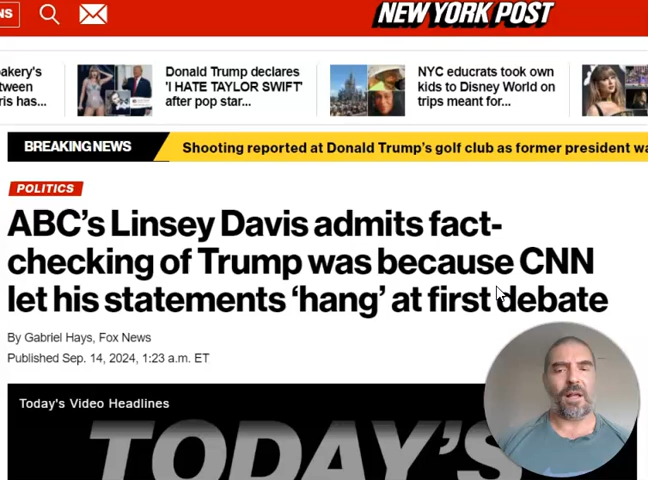 NS
NEW YORK POST
bakery's
tween
ris has...
Donald Trump declares
'I HATE TAYLOR SWIFT'
after pop star...
NYC educrats took own
kids to Disney World on
trips meant for...
BREAKING NEWS
Shooting reported at Donald Trump's golf club as former president wa
POLITICS
ABC's Linsey Davis admits fact-
checking of Trump was because CNN
let his statements 'hang' at first debate
By Gabriel Hays, Fox News
Published Sep. 14, 2024, 1:23 a.m. ET
Today's Video Headlines
TODAY'S